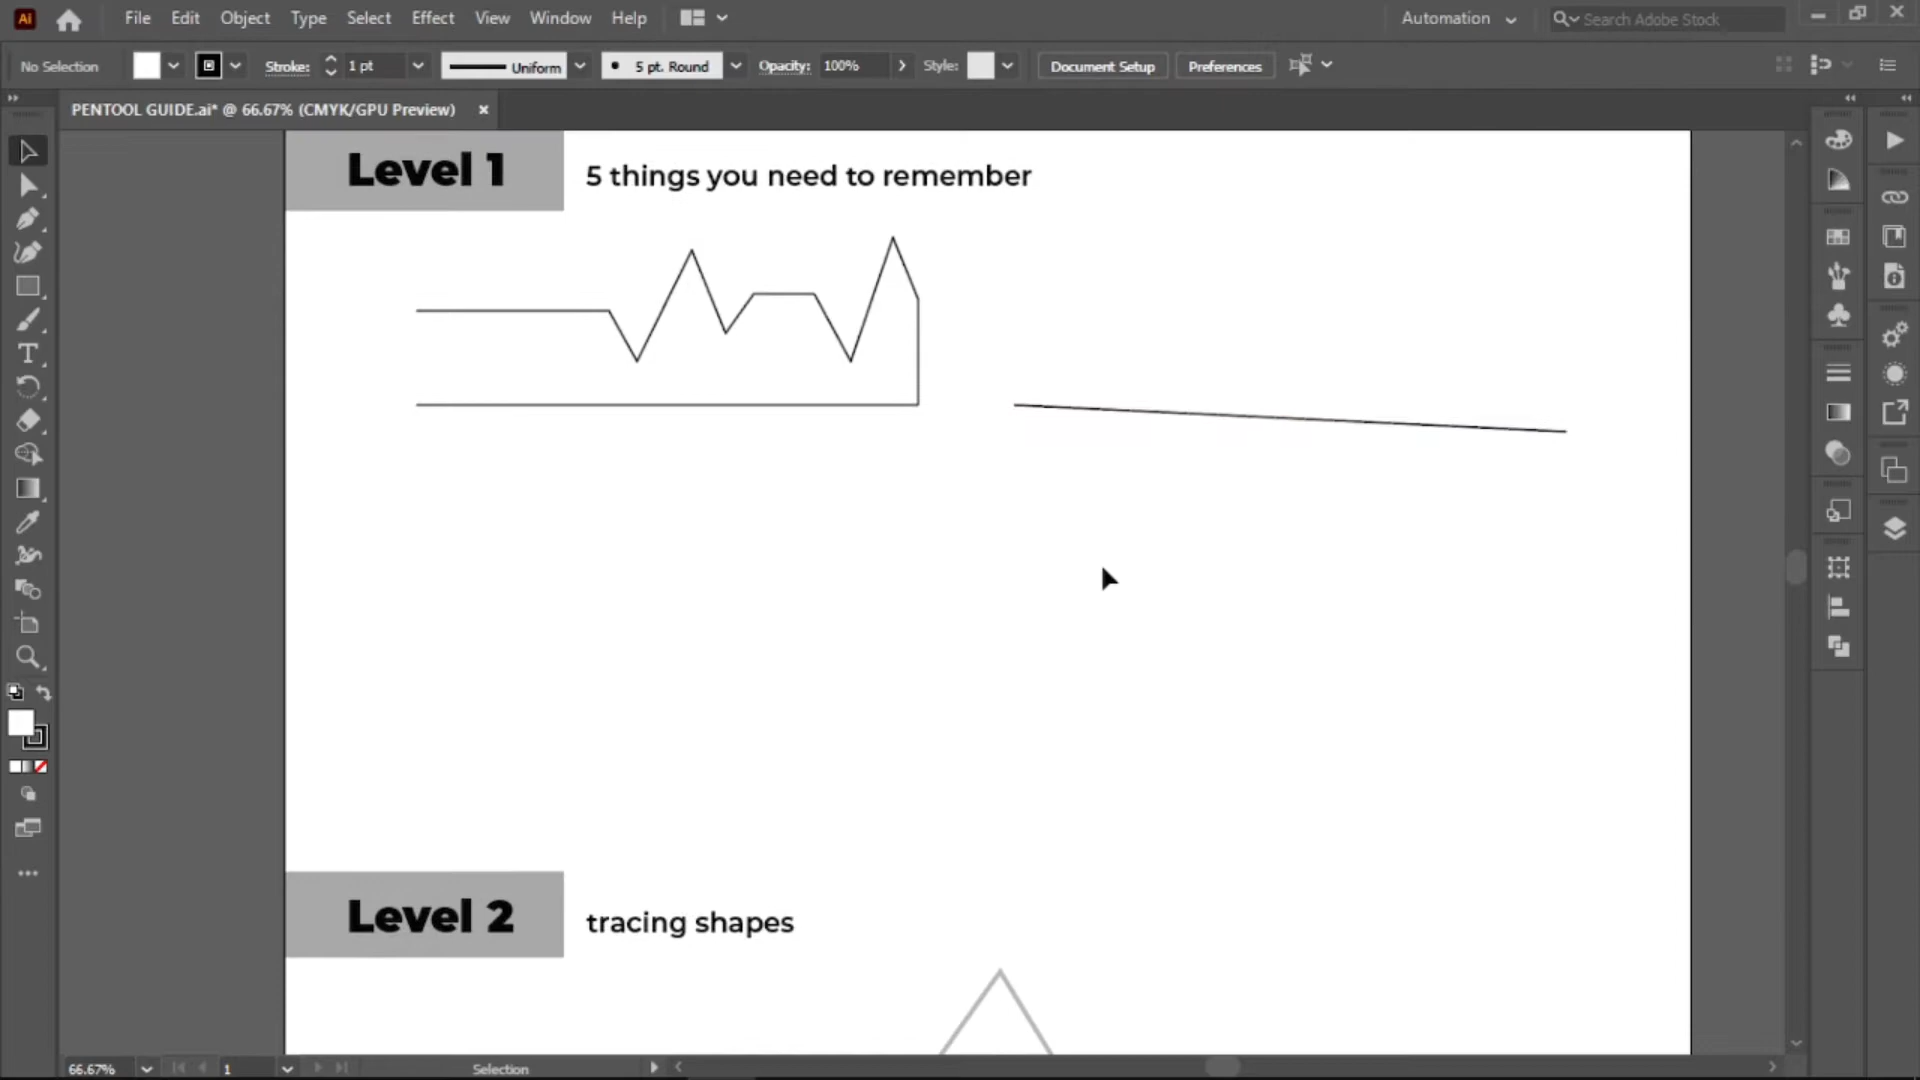 Ai File Edit Object Type Select Effect View Window Help Automation Search Adobe Stock
No Selection Stroke: 1 pt Uniform 5 pt. Round Opacity: 100% Style: Document Setup Preferences
PENTOOL GUIDE.ai* @ 66.67% (CMYK/GPU Preview) ×
Level 1 5 things you need to remember
Level 2 tracing shapes
66.67% 1 Selection